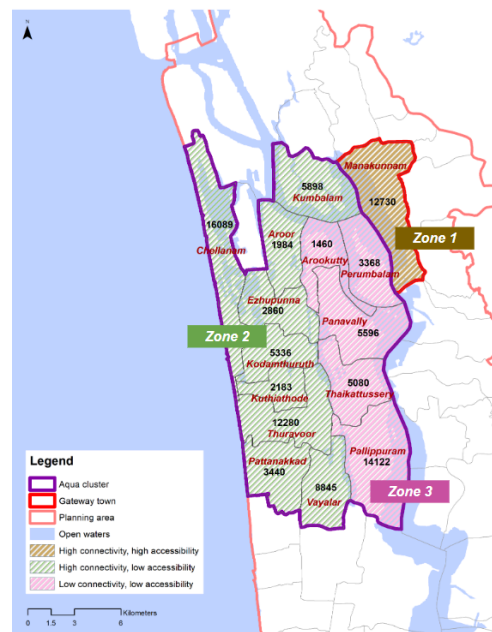 N
Manakunnam
12730
5898
Kumbalam
16089
Chellanam
Aroor
1984
1460
Arookutty
3368
Perumbalam
Zone 1
Ezhupunna
2860
Panavally
5596
Zone 2
5336
Kodamthuruth
2183
Kuthiathode
5080
Thaikattussery
12280
Thuravoor
Pattanakkad
3440
Pallippuram
14122
8845
Vayalar
Zone 3
Legend
Aqua cluster
Gateway town
Planning area
Open waters
High connectivity, high accessibility
High connectivity, low accessibility
Low connectivity, low accessibility
Kilometers
0 1.5 3 6